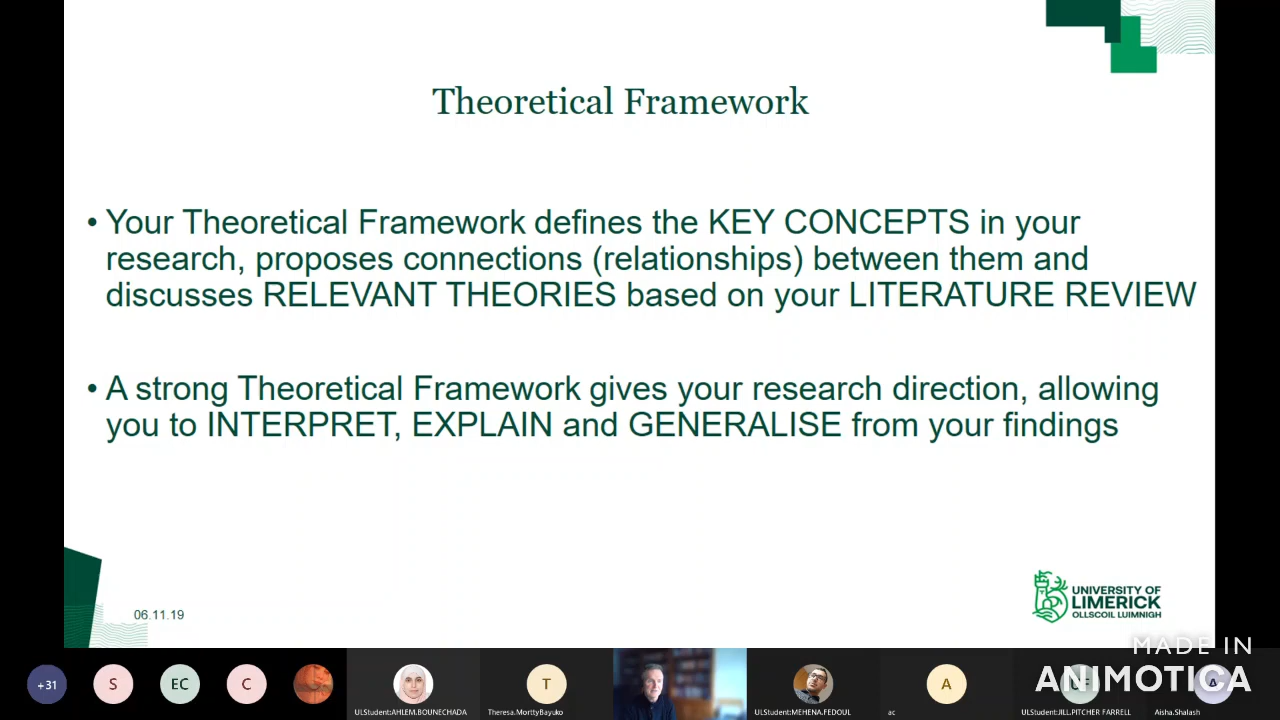 Theoretical Framework
• Your Theoretical Framework defines the KEY CONCEPTS in your
research, proposes connections (relationships) between them and
discusses RELEVANT THEORIES based on your LITERATURE REVIEW
• A strong Theoretical Framework gives your research direction, allowing
you to INTERPRET, EXPLAIN and GENERALISE from your findings
06.11.19
UNIVERSITY OF
LIMERICK
OLLSCOIL LUIMNIGH
MADE IN
ANIMOTICA
+31
S
EC
C
T
A
A
ULStudent:AHLEM.BOUNECHADA
Theresa.MorttyBayuko
ULStudent:MEHENA.FEDOUL
ac
ULStudent:JILL.PITCHER FARRELL
Aisha.Shalash